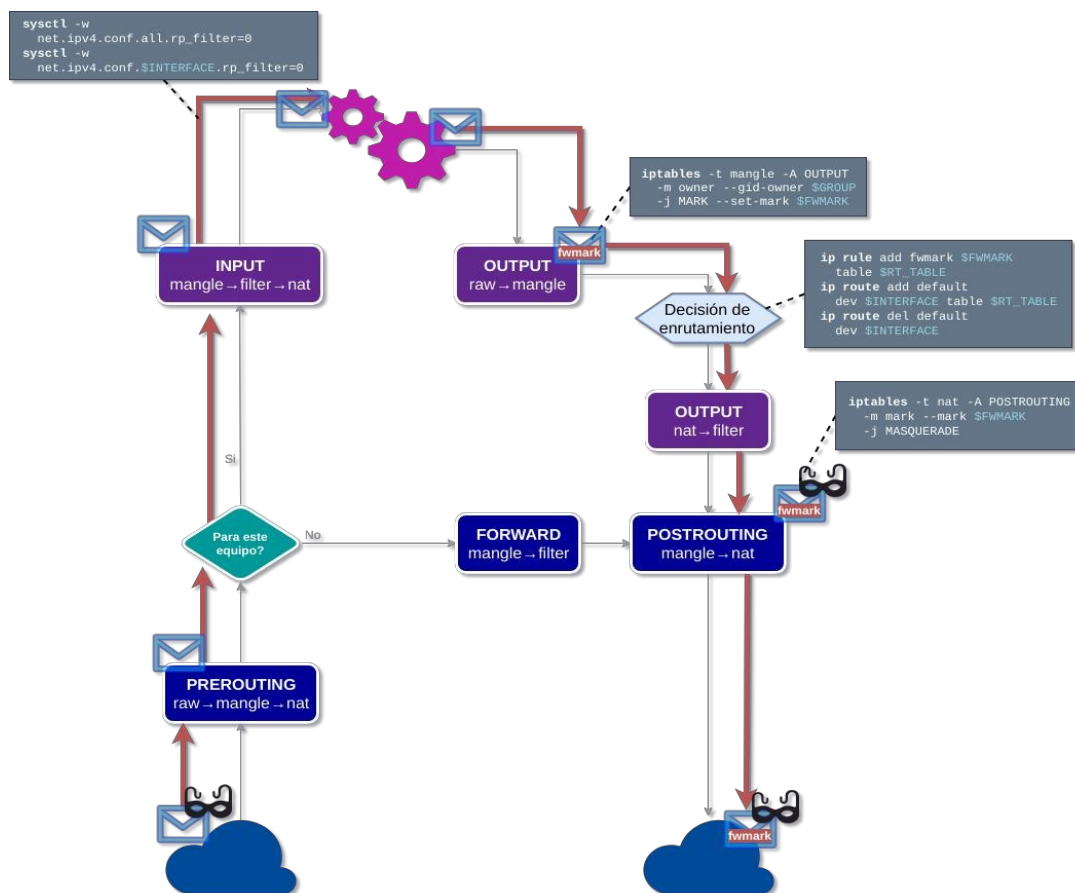 sysctl -w
net.ipv4.conf.all.rp_filter=0
sysctl -w
net.ipv4.conf.$INTERFACE.rp_filter=0
iptables -t mangle -A OUTPUT
-m owner --gid-owner $GROUP
-j MARK --set-mark $FWMARK
fwmark
INPUT
mangle→filter→nat
OUTPUT
raw→mangle
ip rule add fwmark $FWMARK
table $RT_TABLE
ip route add default
dev $INTERFACE table $RT_TABLE
ip route del default
dev $INTERFACE
Decisión de
enrutamiento
iptables -t nat -A POSTROUTING
-m mark --mark $FWMARK
-j MASQUERADE
OUTPUT
nat→filter
Si
fwmark
Para este
equipo?
No
FORWARD
mangle→filter
POSTROUTING
mangle→nat
PREROUTING
raw→mangle→nat
fwmark